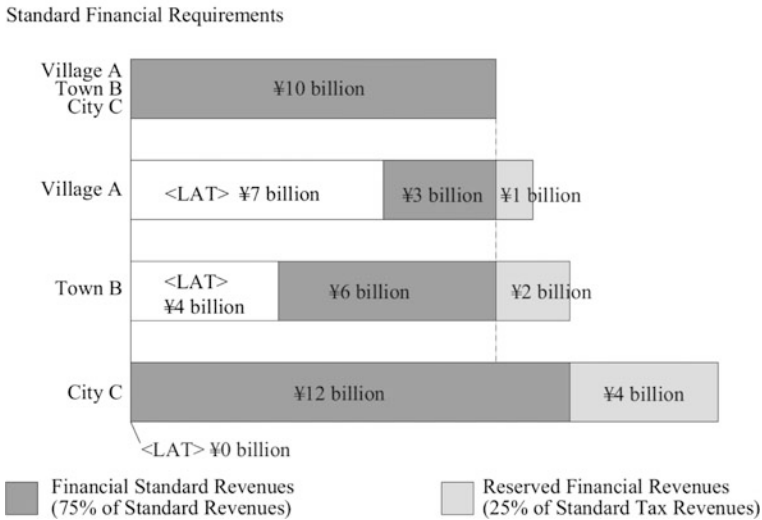 Standard Financial Requirements
Village A
Town B
City C
¥10 billion
Village A
<LAT> ¥7 billion
¥3 billion
¥1 billion
Town B
<LAT>
¥4 billion
¥6 billion
¥2 billion
City C
¥12 billion
¥4 billion
<LAT> ¥0 billion
Financial Standard Revenues
(75% of Standard Revenues)
Reserved Financial Revenues
(25% of Standard Tax Revenues)